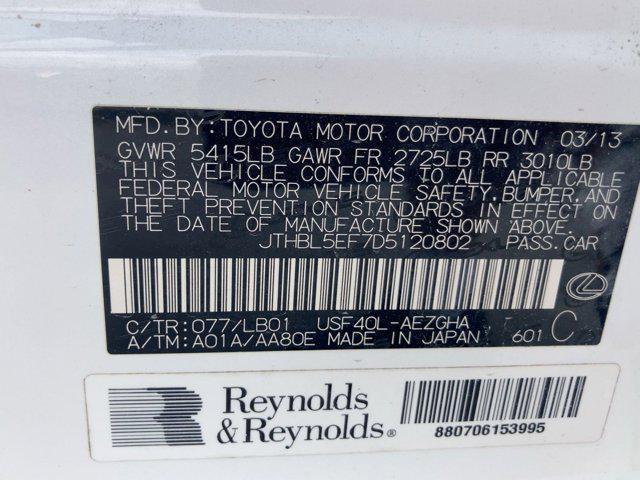 MFD.BY:TOYOTA MOTOR CORPORATION 03/13
GVWR 5415LB GAWR FR 2725LB RR 3010LB
THIS VEHICLE CONFORMS TO ALL APPLICABLE
FEDERAL MOTOR VEHICLE SAFETY,BUMPER,AND
THEFT PREVENTION STANDARDS IN EFFECT ON
THE DATE OF MANUFACTURE SHOWN ABOVE.
JTHBL5EF7D5120802 PASS.CAR
C/TR:077/LB01 USF40L-AEZGHA
A/TM:A01A/AA80E MADE IN JAPAN 601 C
R Reynolds
&Reynolds®
880706153995